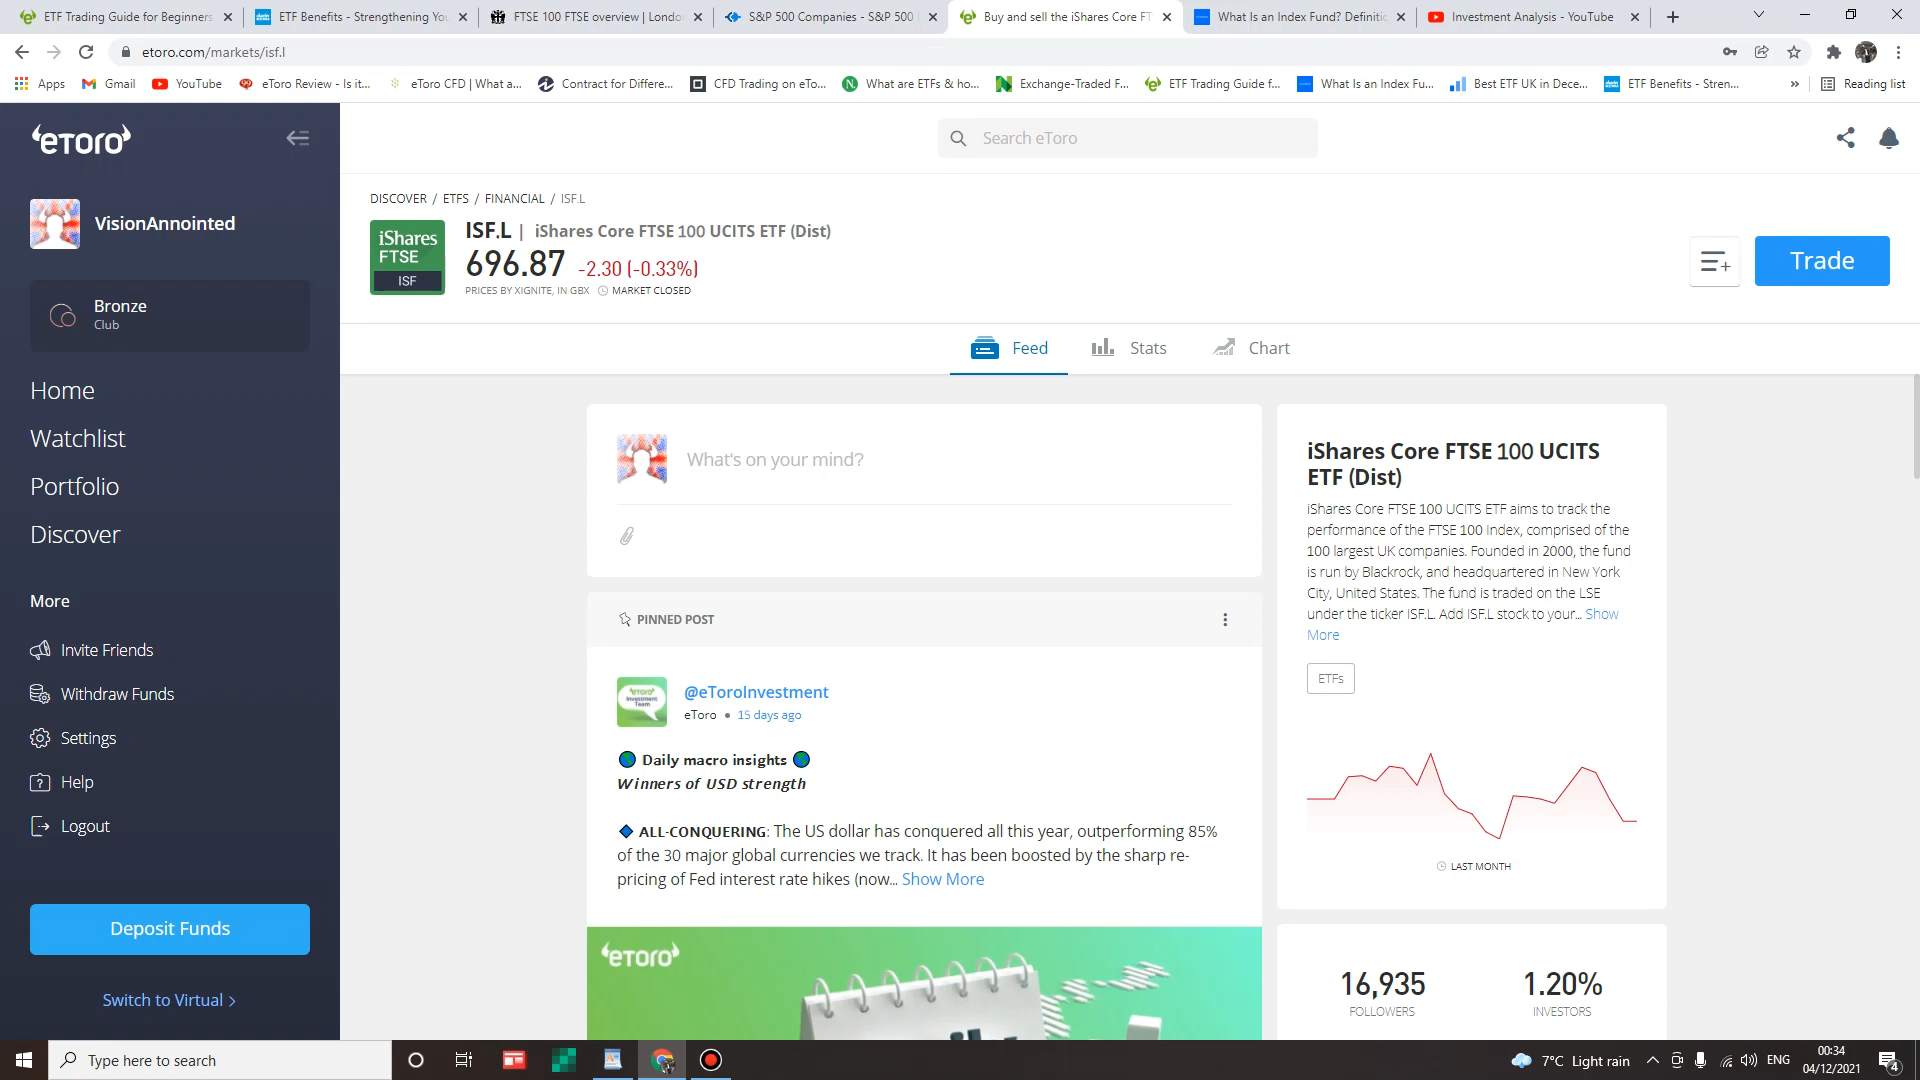 ETF Trading Guide for Beginners
ETF Benefits - Strengthening You
FTSE 100 FTSE overview | Londo
S&P 500 Companies - S&P 500
Buy and sell the iShares Core FT
What Is an Index Fund? Definitio
Investment Analysis - YouTube
etoro.com/markets/isf.l
Apps
Gmail
YouTube
eToro Review - Is it...
eToro CFD | What a...
Contract for Differe...
CFD Trading on eTo...
What are ETFs & ho...
Exchange-Traded F...
ETF Trading Guide f...
What Is an Index Fu...
Best ETF UK in Dece...
ETF Benefits - Stren...
»
Reading list
eToro
Search eToro
VisionAnnointed
Bronze
Club
Home
Watchlist
Portfolio
Discover
More
Invite Friends
Withdraw Funds
Settings
Help
Logout
Deposit Funds
Switch to Virtual >
DISCOVER / ETFS / FINANCIAL / ISF.L
iShares
FTSE
ISF
ISF.L | iShares Core FTSE 100 UCITS ETF (Dist)
696.87 -2.30 (-0.33%)
PRICES BY XIGNITE, IN GBX MARKET CLOSED
Trade
Feed
Stats
Chart
What's on your mind?
PINNED POST
eToro
Investment
Team
@eToroInvestment
eToro • 15 days ago
Daily macro insights
Winners of USD strength
ALL-CONQUERING: The US dollar has conquered all this year, outperforming 85%
of the 30 major global currencies we track. It has been boosted by the sharp re-
pricing of Fed interest rate hikes (now... Show More
eToro
iShares Core FTSE 100 UCITS
ETF (Dist)
iShares Core FTSE 100 UCITS ETF aims to track the
performance of the FTSE 100 Index, comprised of the
100 largest UK companies. Founded in 2000, the fund
is run by Blackrock, and headquartered in New York
City, United States. The fund is traded on the LSE
under the ticker ISF.L. Add ISF.L stock to your... Show
More
ETFs
LAST MONTH
16,935
FOLLOWERS
1.20%
INVESTORS
Type here to search
7°C Light rain
ENG
00:34
04/12/2021
4